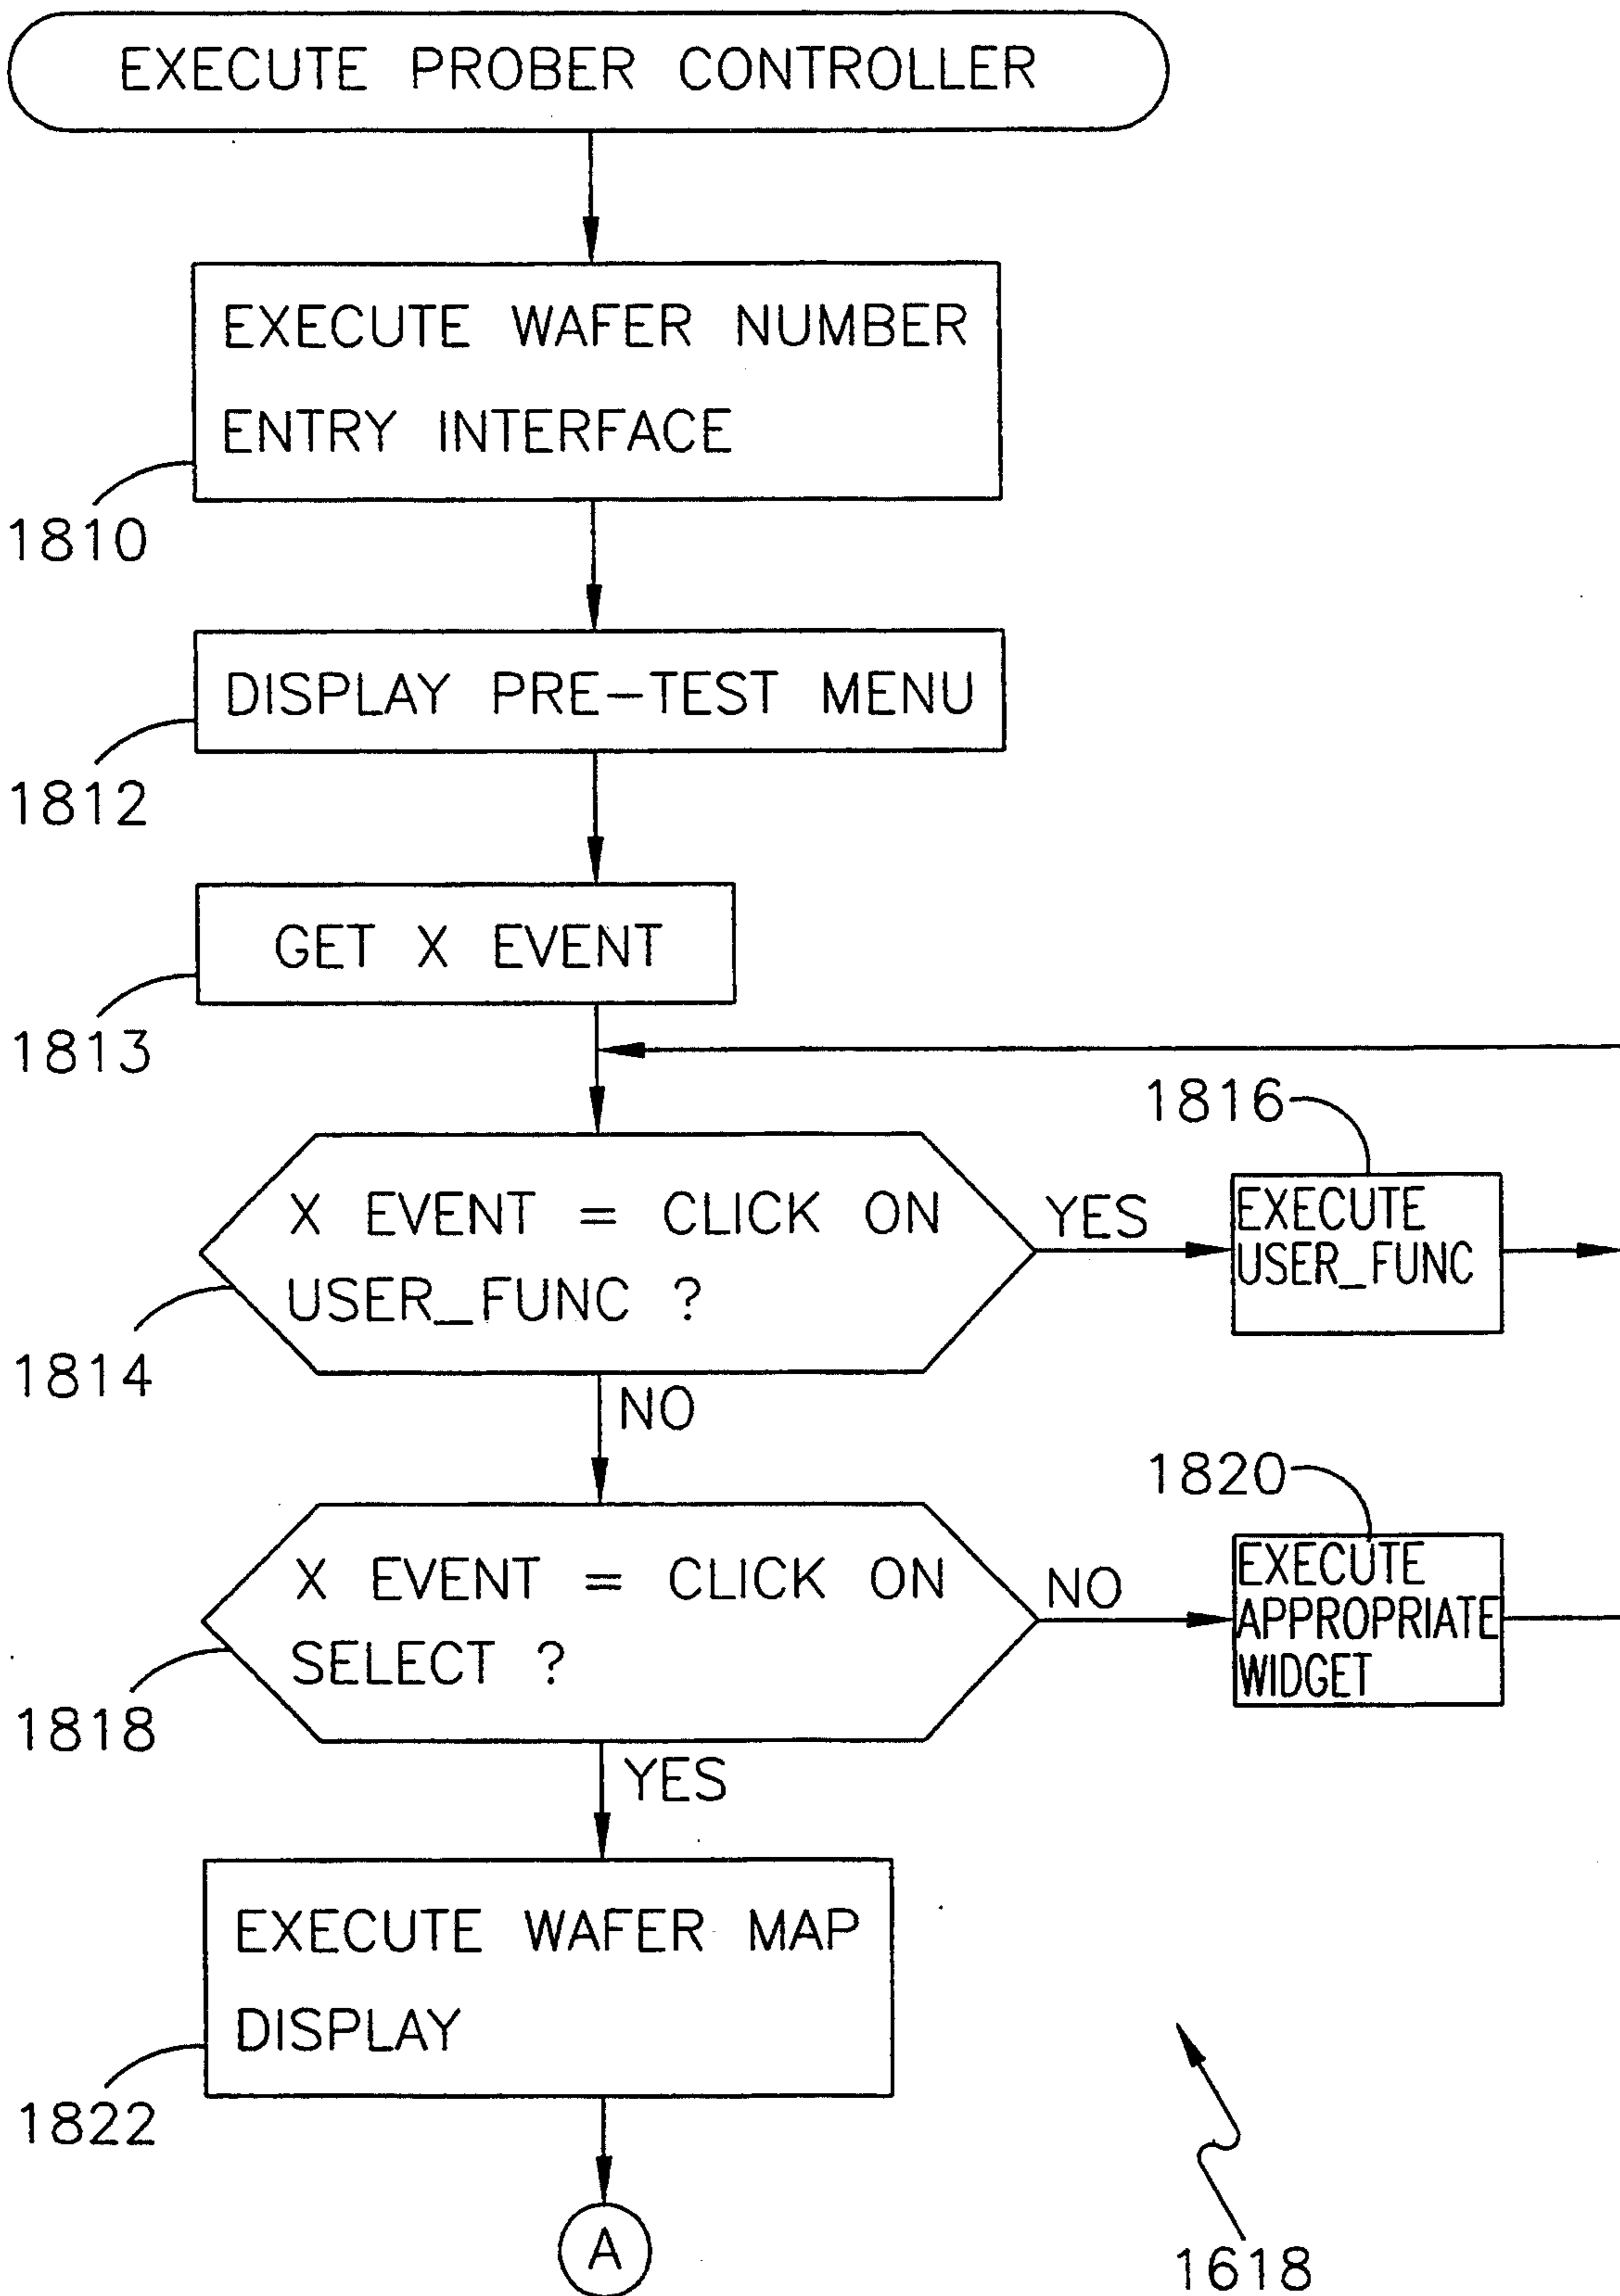 EXECUTE PROBER CONTROLLER
EXECUTE WAFER NUMBER
ENTRY INTERFACE
1810
DISPLAY PRE-TEST MENU
1812
GET X EVENT
1813
1816
X EVENT = CLICK ON
USER_FUNC ?
YES
EXECUTE
USER_FUNC
1814
NO
1820
X EVENT = CLICK ON
SELECT ?
NO
EXECUTE
APPROPRIATE
WIDGET
1818
YES
EXECUTE WAFER MAP
DISPLAY
1822
A
1618